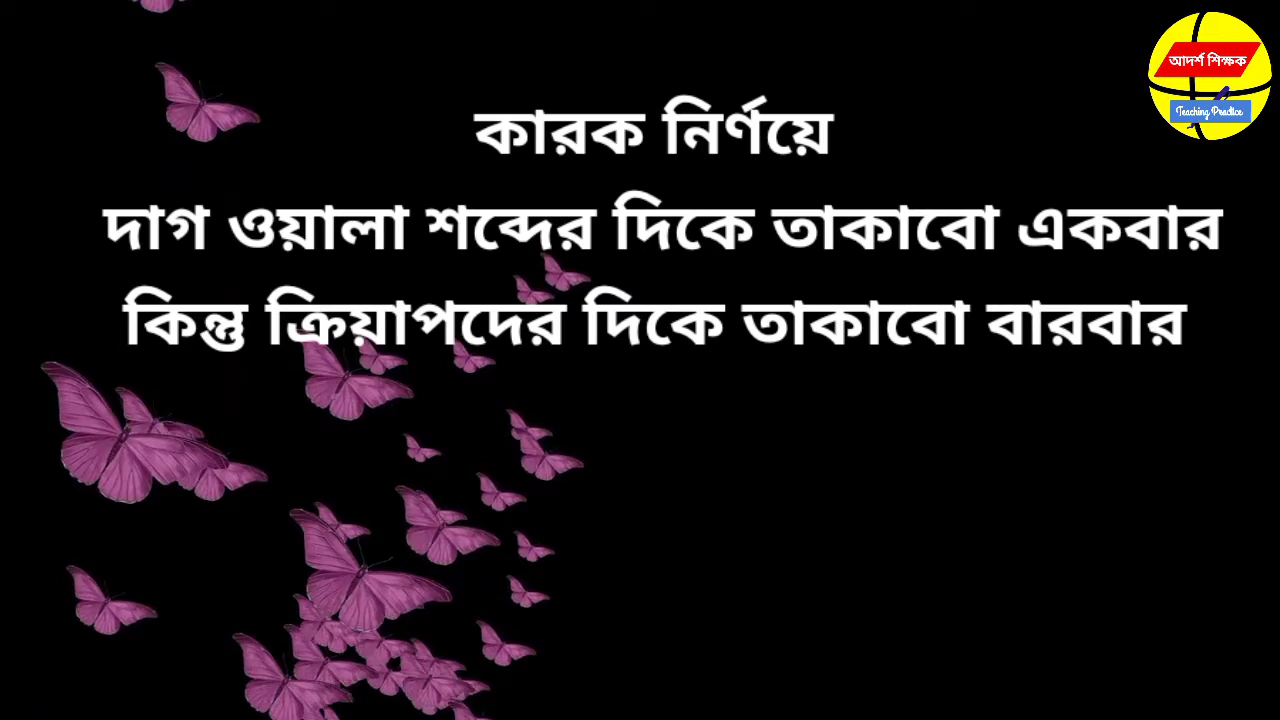 আদর্শ শিক্ষক
Teaching Practice
কারক নির্ণয়ে
দাগ ওয়ালা শব্দের দিকে তাকাবো একবার
কিন্তু ক্রিয়াপদের দিকে তাকাবো বারবার